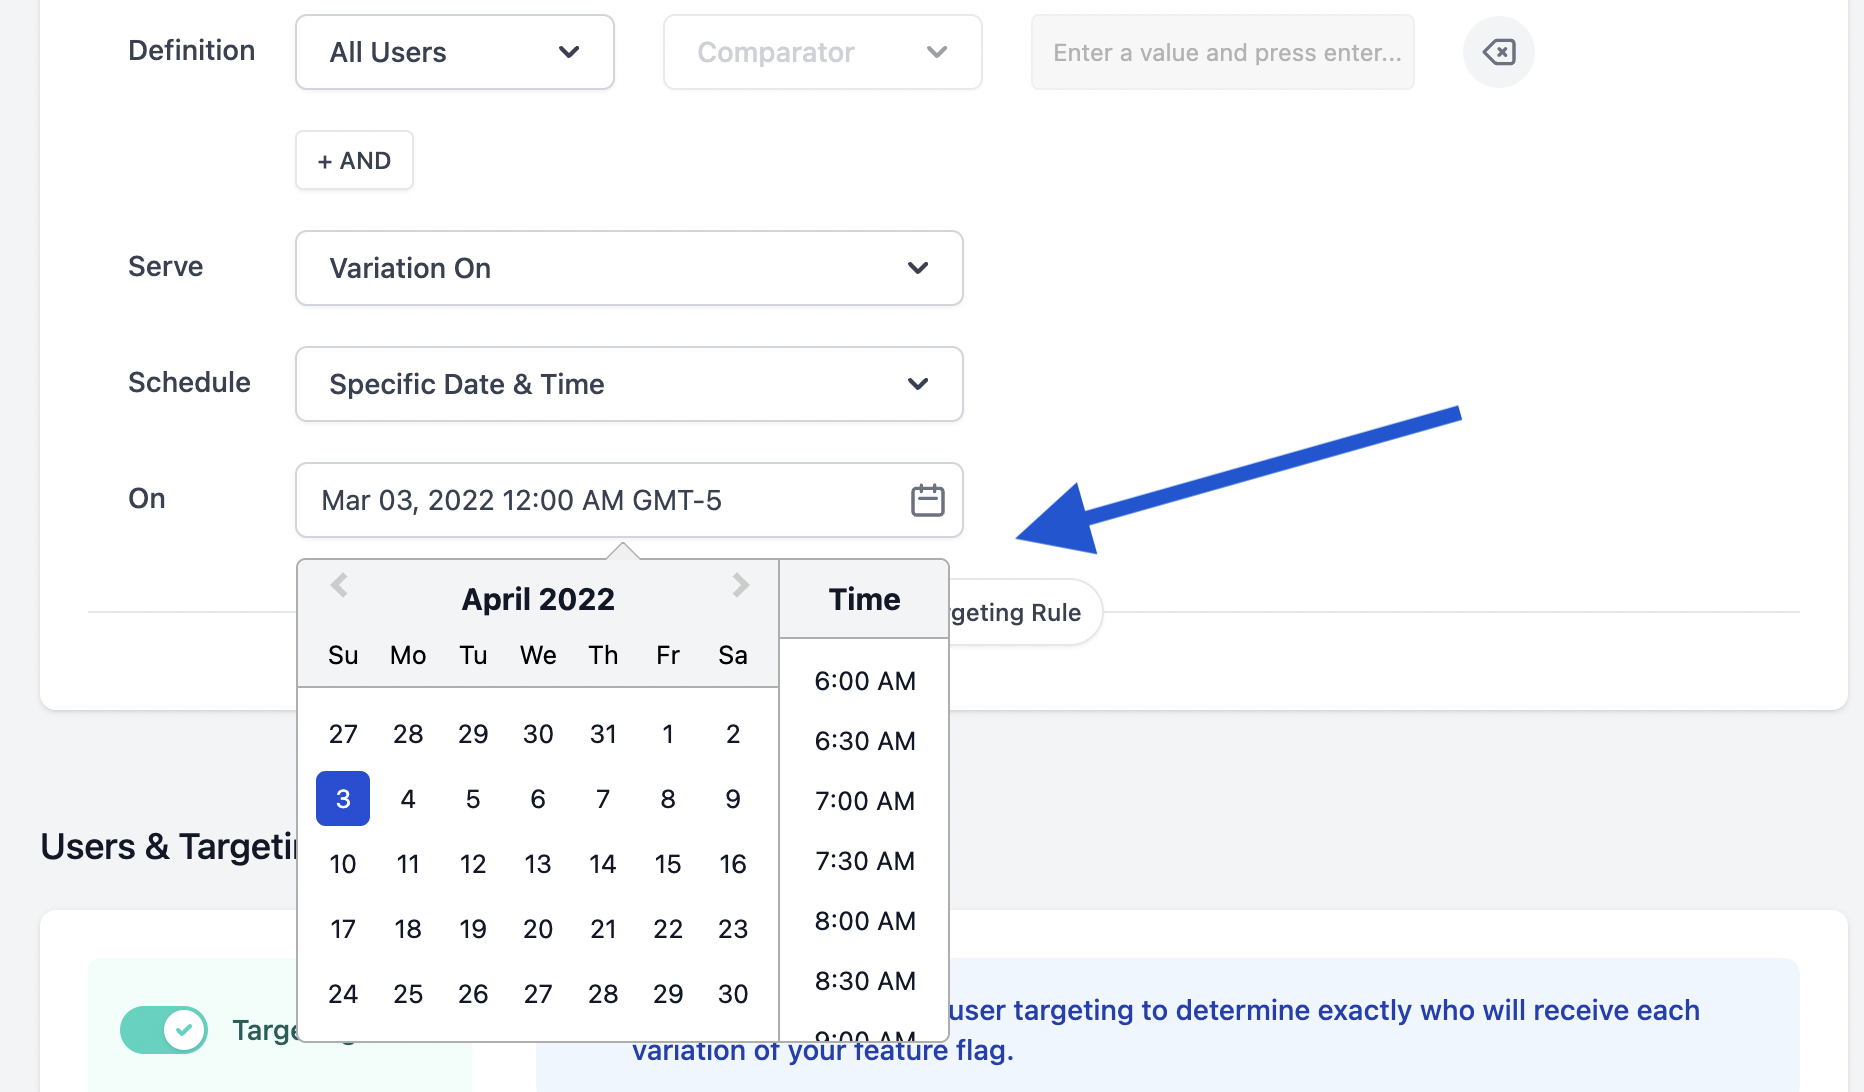 Definition All Users Comparator Enter a value and press enter...
+ AND
Serve Variation On
Schedule Specific Date & Time
On Mar 03, 2022 12:00 AM GMT-5
April 2022 Time
geting Rule
Su Mo Tu We Th Fr Sa
6:00 AM
27 28 29 30 31 1 2
6:30 AM
3 4 5 6 7 8 9
7:00 AM
Users & Targeti
10 11 12 13 14 15 16
7:30 AM
17 18 19 20 21 22 23
8:00 AM
24 25 26 27 28 29 30
8:30 AM
Targe
user targeting to determine exactly who will receive each
9:00 AM
variation of your feature flag.